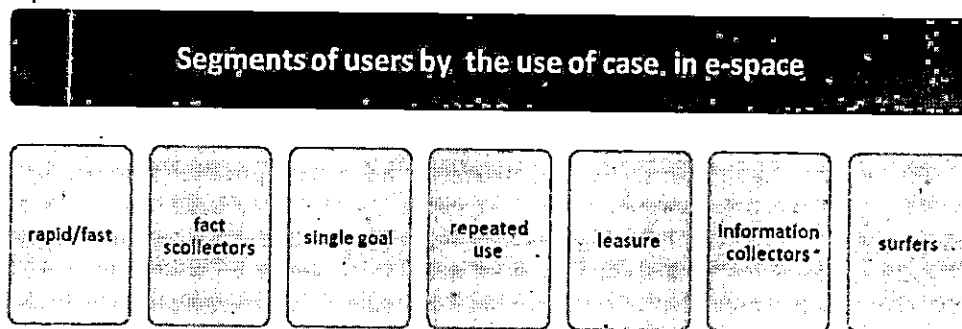 Segments of users by the use of case. in e-space
rapid/fast
fact
scollectors
single goal
repeated
use
leasure
information
collectors
surfers